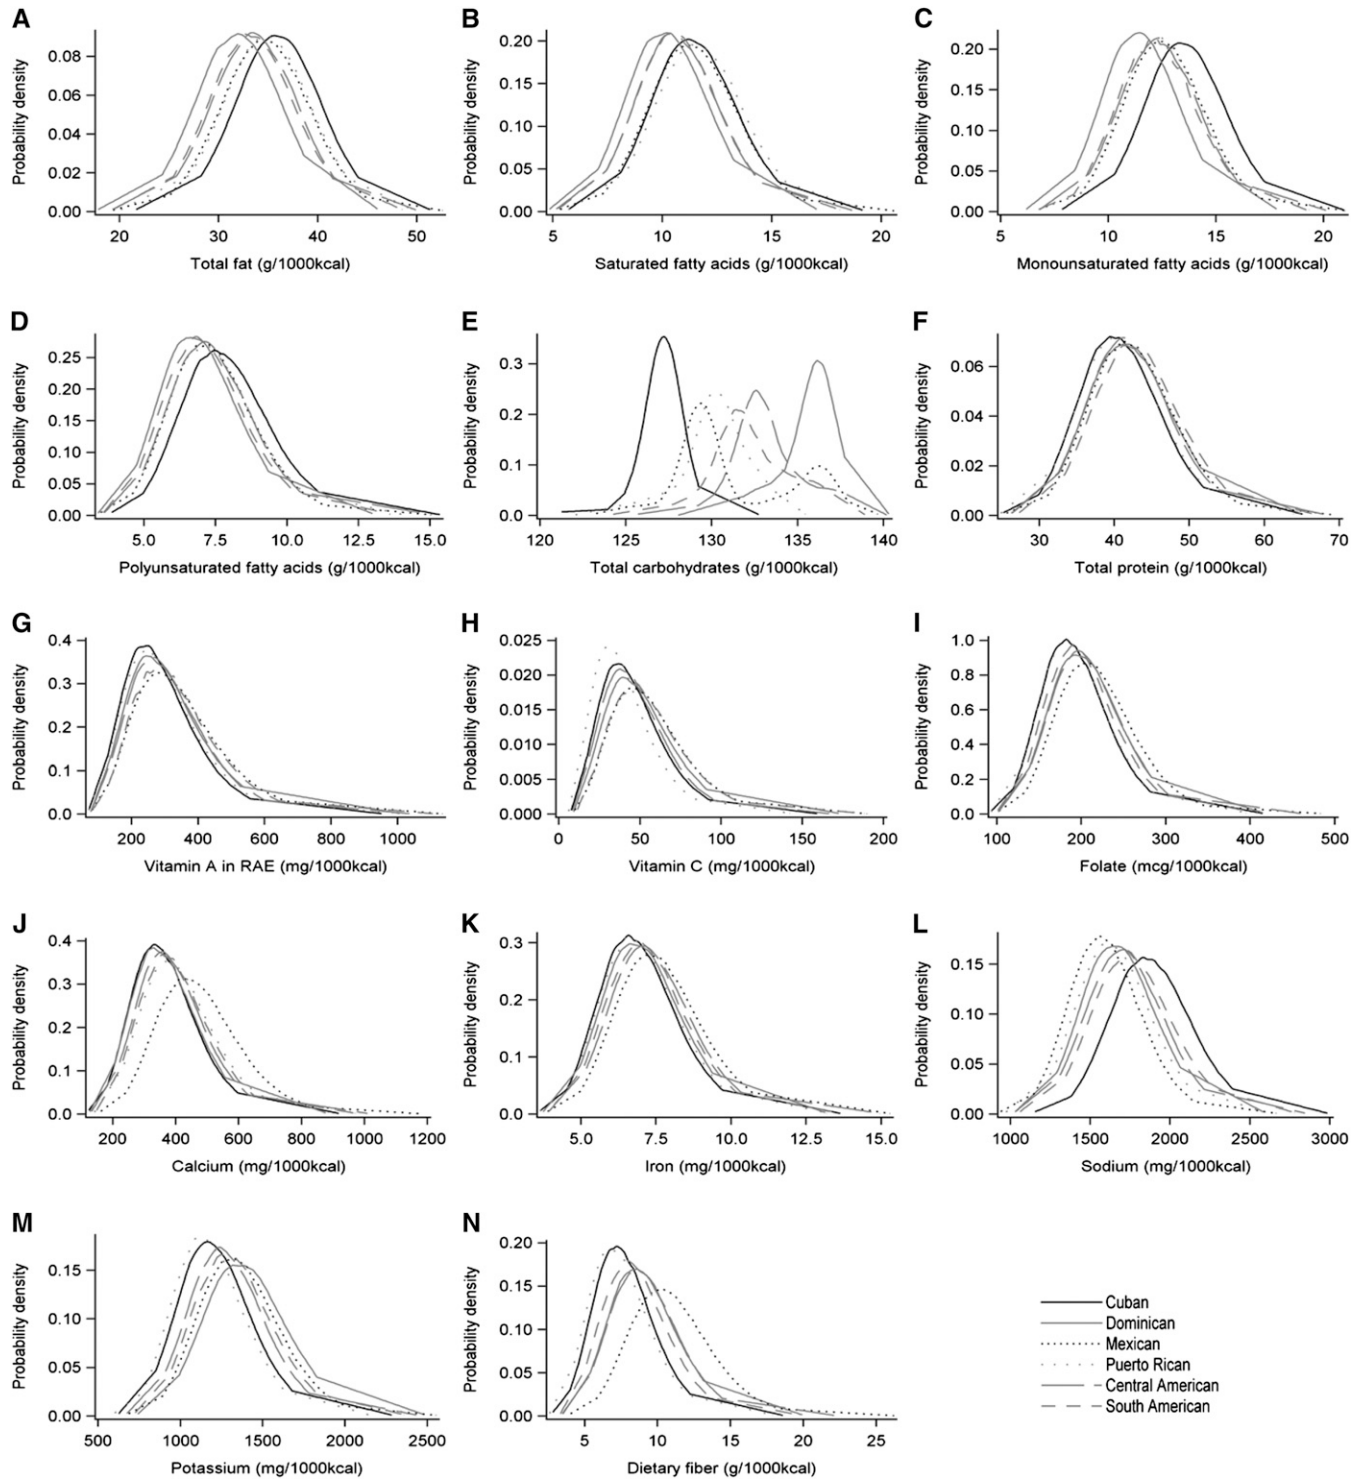 A
Probability density
0.08
0.06
0.04
0.02
0.00
20 30 40 50
Total fat (g/1000kcal)
B
Probability density
0.20
0.15
0.10
0.05
0.00
5 10 15 20
Saturated fatty acids (g/1000kcal)
C
Probability density
0.20
0.15
0.10
0.05
0.00
5 10 15 20
Monounsaturated fatty acids (g/1000kcal)
D
Probability density
0.25
0.20
0.15
0.10
0.05
0.00
5.0 7.5 10.0 12.5 15.0
Polyunsaturated fatty acids (g/1000kcal)
E
Probability density
0.3
0.2
0.1
0.0
120 125 130 135 140
Total carbohydrates (g/1000kcal)
F
Probability density
0.06
0.04
0.02
0.00
30 40 50 60 70
Total protein (g/1000kcal)
G
Probability density
0.4
0.3
0.2
0.1
0.0
200 400 600 800 1000
Vitamin A in RAE (mg/1000kcal)
H
Probability density
0.025
0.020
0.015
0.010
0.005
0.000
0 50 100 150 200
Vitamin C (mg/1000kcal)
I
Probability density
1.0
0.8
0.6
0.4
0.2
0.0
100 200 300 400 500
Folate (mcg/1000kcal)
J
Probability density
0.4
0.3
0.2
0.1
0.0
200 400 600 800 1000 1200
Calcium (mg/1000kcal)
K
Probability density
0.3
0.2
0.1
0.0
5.0 7.5 10.0 12.5 15.0
Iron (mg/1000kcal)
L
Probability density
0.15
0.10
0.05
0.00
1000 1500 2000 2500 3000
Sodium (mg/1000kcal)
M
Probability density
0.15
0.10
0.05
0.00
500 1000 1500 2000 2500
Potassium (mg/1000kcal)
N
Probability density
0.20
0.15
0.10
0.05
0.00
5 10 15 20 25
Dietary fiber (g/1000kcal)
Cuban
Dominican
Mexican
Puerto Rican
Central American
South American